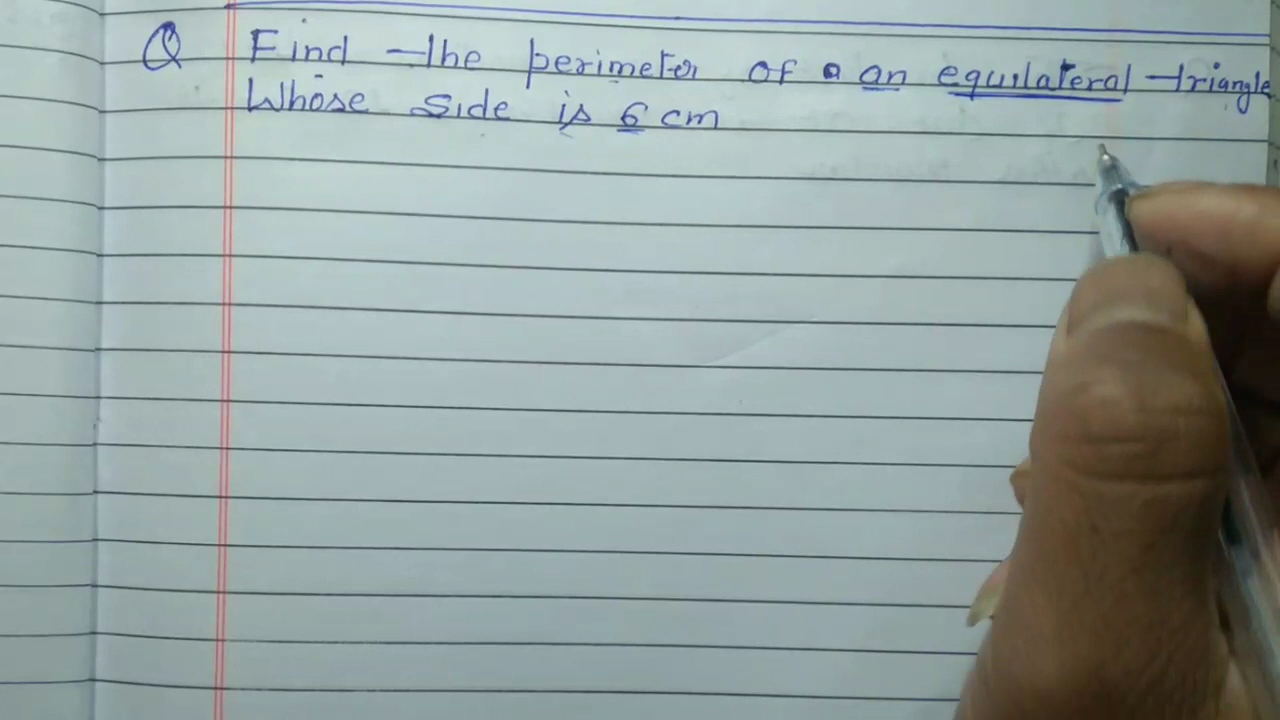 Q Find the perimeter of an equilateral triangle
Whose side is 6 cm